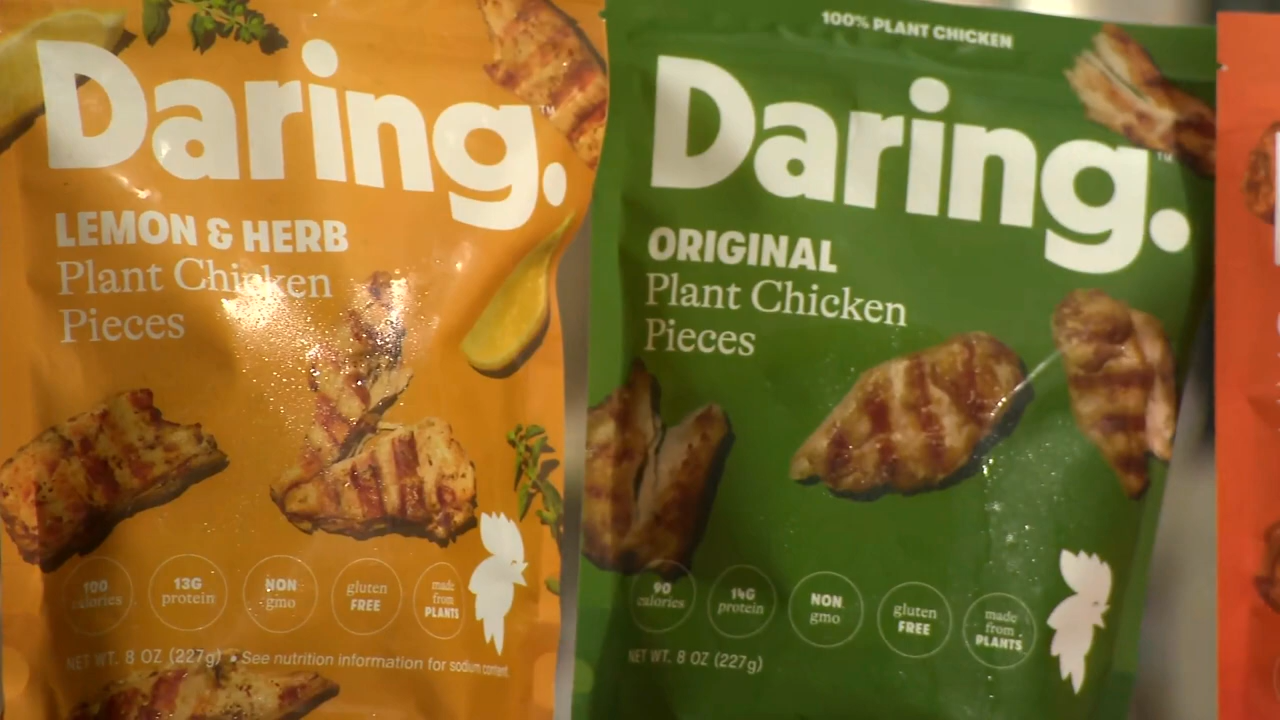 Daring.™
LEMON & HERB
Plant Chicken
Pieces
100 calories
13G protein
NON gmo
gluten FREE
made from PLANTS
NET WT. 8 OZ (227g) • See nutrition information for sodium content.
100% PLANT CHICKEN
Daring.™
ORIGINAL
Plant Chicken
Pieces
90 calories
14G protein
NON gmo
gluten FREE
made from PLANTS
NET WT. 8 OZ (227g)